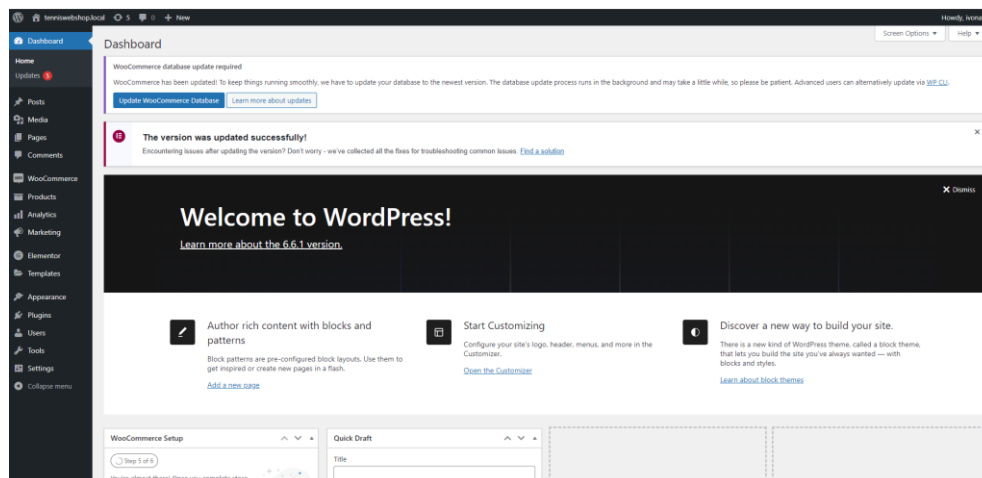 tenniswebshop.local 5 0 + New Howdy, ivona
Screen Options Help
Dashboard
Home
Updates 5
Posts
Media
Pages
Comments
WooCommerce
Products
Analytics
Marketing
Elementor
Templates
Appearance
Plugins
Users
Tools
Settings
Collapse menu
Dashboard
WooCommerce database update required
WooCommerce has been updated! To keep things running smoothly, we have to update your database to the newest version. The database update process runs in the background and may take a little while, so please be patient. Advanced users can alternatively update via WP CLI.
Update WooCommerce Database Learn more about updates
The version was updated successfully!
Encountering issues after updating the version? Don't worry - we've collected all the fixes for troubleshooting common issues. Find a solution
Dismiss
Welcome to WordPress!
Learn more about the 6.6.1 version.
Author rich content with blocks and
patterns
Block patterns are pre-configured block layouts. Use them to
get inspired or create new pages in a flash.
Add a new page
Start Customizing
Configure your site's logo, header, menus, and more in the
Customizer.
Open the Customizer
Discover a new way to build your site.
There is a new kind of WordPress theme, called a block theme,
that lets you build the site you've always wanted — with
blocks and styles.
Learn about block themes
WooCommerce Setup
Step 5 of 6
You're almost there! Once you complete store
Quick Draft
Title